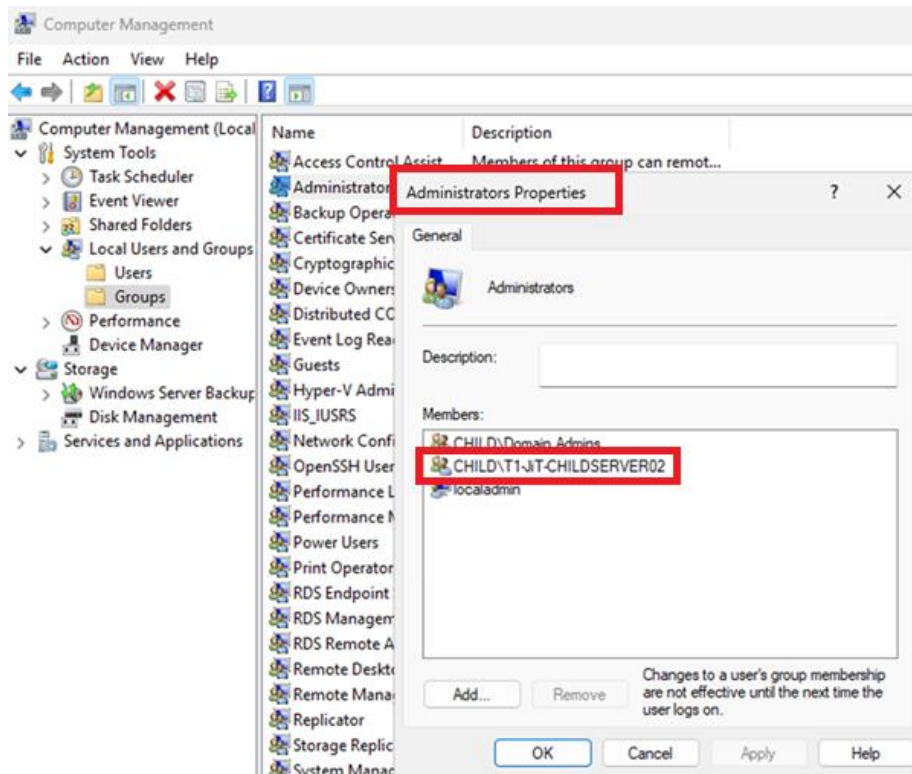 Computer Management
File Action View Help
Computer Management (Local
System Tools
Task Scheduler
Event Viewer
Shared Folders
Local Users and Groups
Users
Groups
Performance
Device Manager
Storage
Windows Server Backup
Disk Management
Services and Applications
Name Description
Access Control Assist... Members of this group can remot...
Administrator
Backup Opera
Certificate Serv
Cryptographic
Device Owners
Distributed CO
Event Log Rea
Guests
Hyper-V Admi
IIS_IUSRS
Network Confi
OpenSSH User
Performance L
Performance M
Power Users
Print Operator
RDS Endpoint
RDS Managem
RDS Remote A
Remote Deskto
Remote Mana
Replicator
Storage Replic
System Manag
Administrators Properties ?
General
Administrators
Description:
Members:
CHILD\Domain Admins
CHILD\T1-JiT-CHILDSERVER02
localadmin
Add... Remove
Changes to a user's group membership
are not effective until the next time the
user logs on.
OK Cancel Apply Help